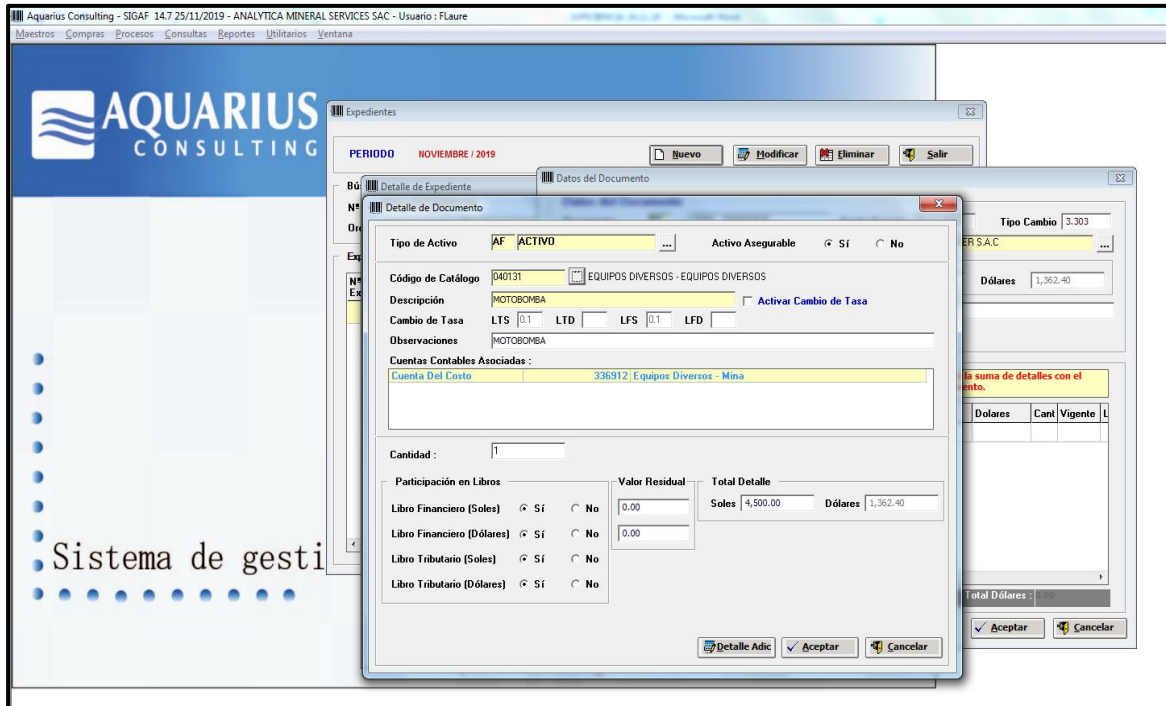 Aquarius Consulting - SIGAF 14.7 25/11/2019 - ANALYTICA MINERAL SERVICES SAC - Usuario : FLaure
Maestros Compras Procesos Consultas Reportes Utilitarios Ventana
AQUARIUS
CONSULTING
Sistema de gesti
Expedientes
PERIODO NOVIEMBRE / 2019 Nuevo Modificar Eliminar Salir
Detalle de Expediente
Datos del Documento
Tipo Cambio 3.303
ER S.A.C ...
Dólares 1,362.40
la suma de detalles con el
ento.
Dolares Cant Vigente L
Total Dólares : 0.00
Aceptar Cancelar
Detalle de Documento
Tipo de Activo AF ACTIVO ... Activo Asegurable Sí No
Código de Catálogo 040131 EQUIPOS DIVERSOS - EQUIPOS DIVERSOS
Descripción MOTOBOMBA Activar Cambio de Tasa
Cambio de Tasa LTS 0.1 LTD LFS 0.1 LFD
Observaciones MOTOBOMBA
Cuentas Contables Asociadas :
Cuenta Del Costo 336912 Equipos Diversos - Mina
Cantidad : 1
Participación en Libros Valor Residual Total Detalle
Libro Financiero (Soles) Sí No 0.00 Soles 4,500.00 Dólares 1,362.40
Libro Financiero (Dólares) Sí No 0.00
Libro Tributario (Soles) Sí No
Libro Tributario (Dólares) Sí No
Detalle Adic Aceptar Cancelar